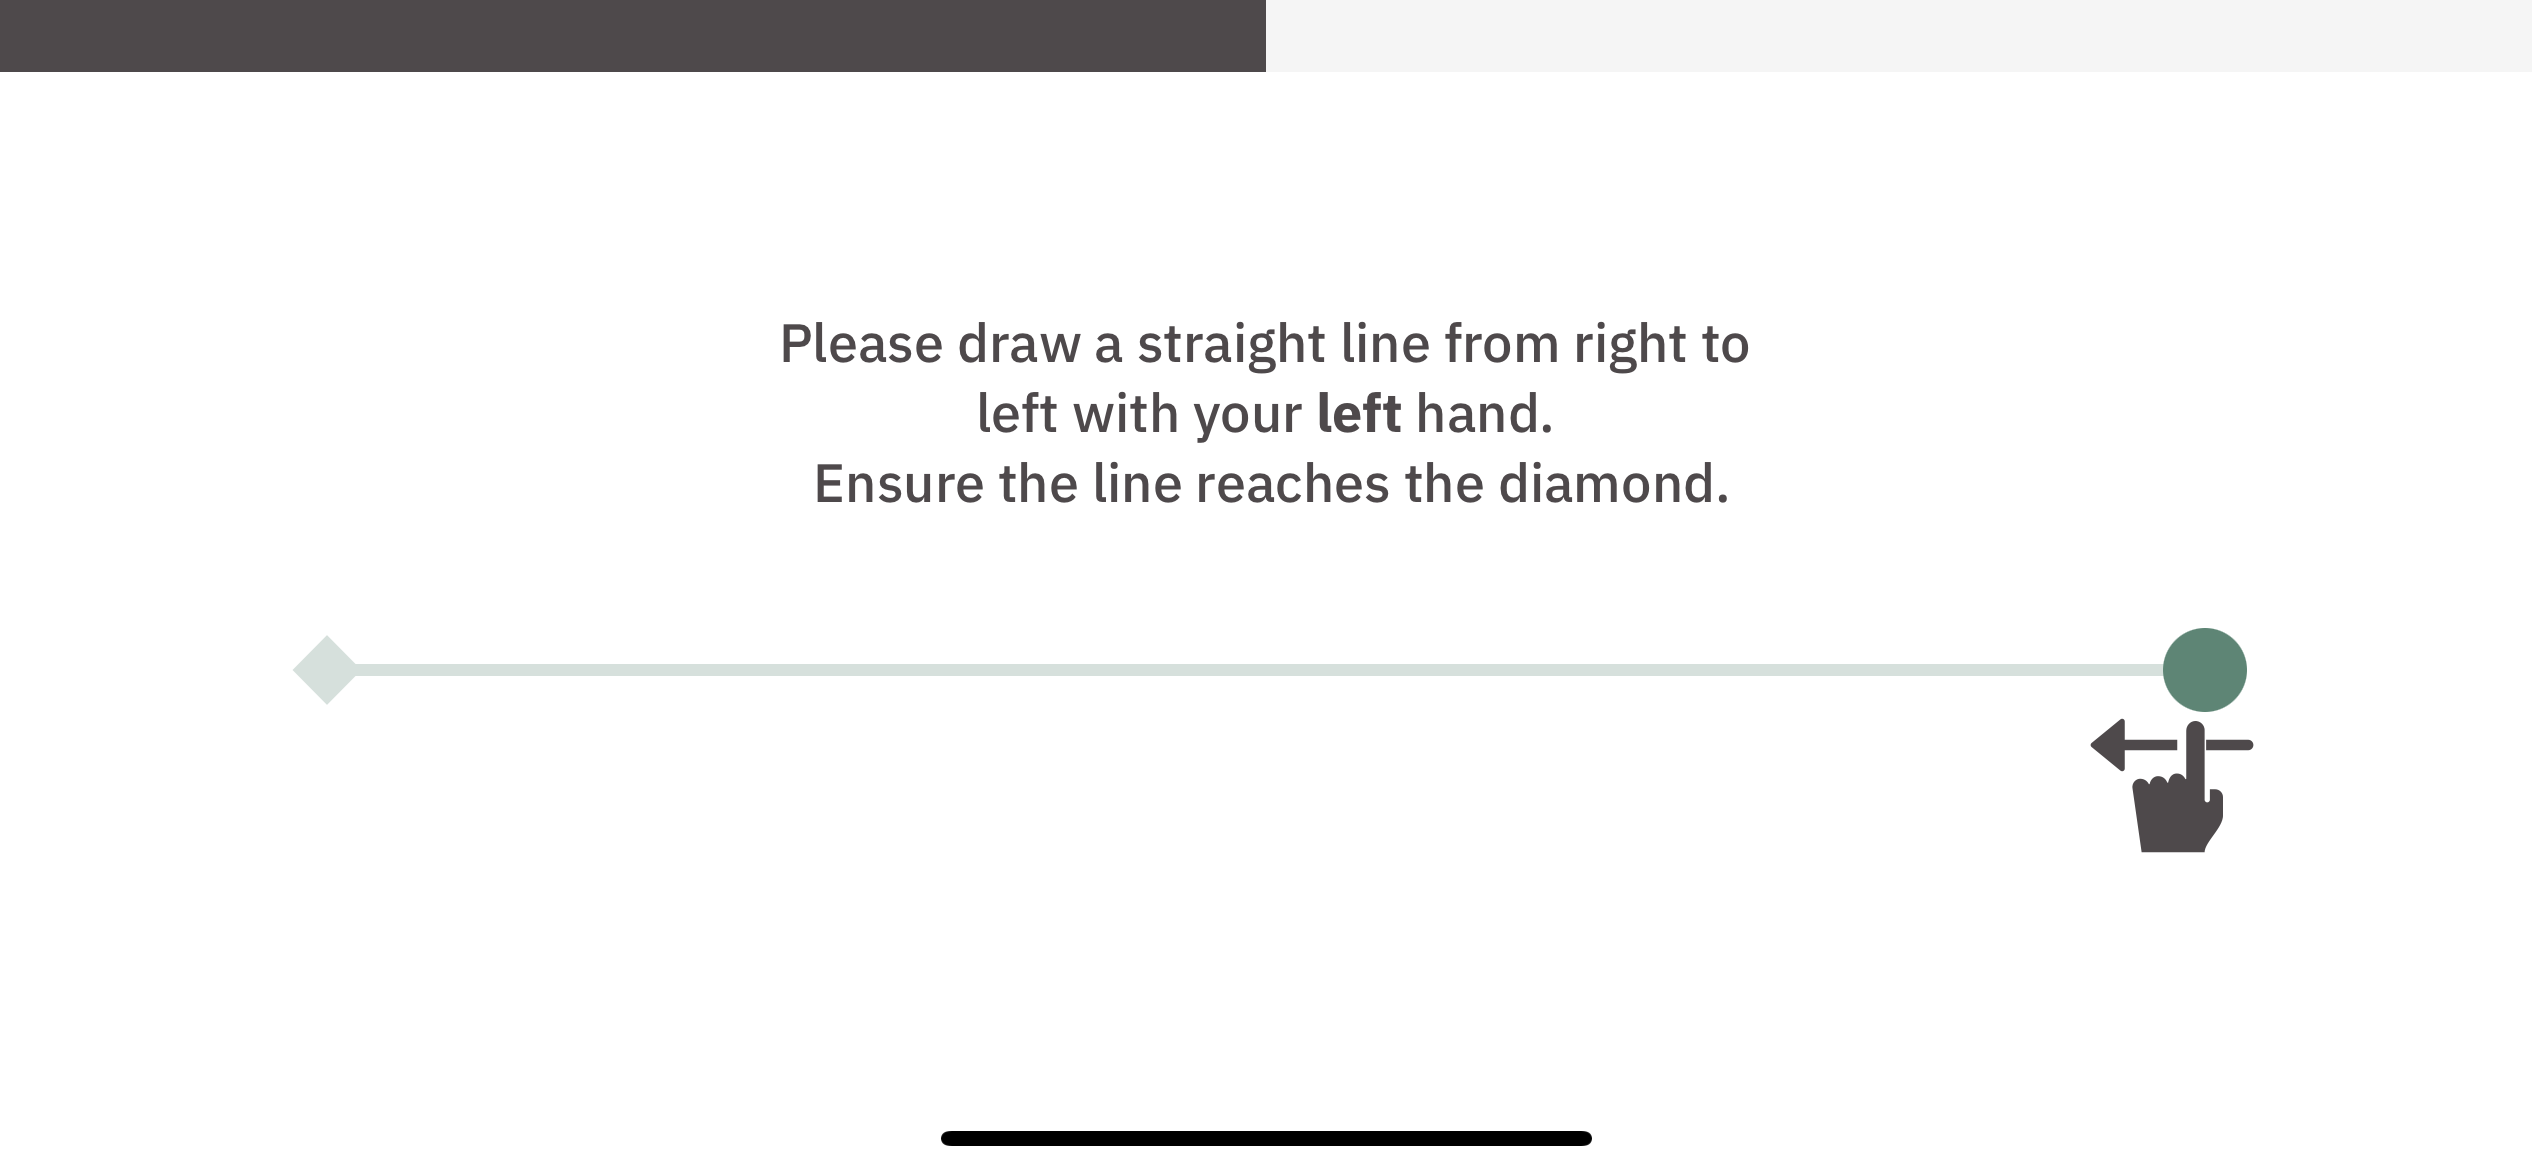 Please draw a straight line from right to
left with your left hand.
Ensure the line reaches the diamond.